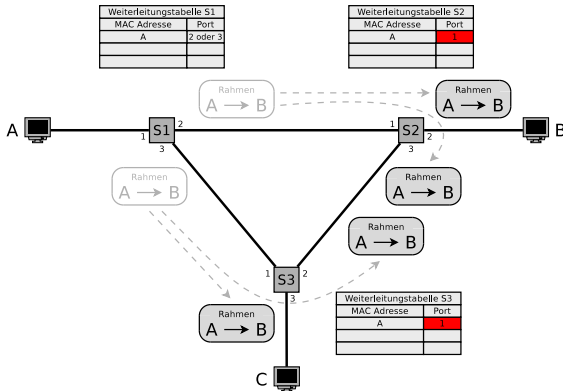 Weiterleitungstabelle S1
MAC Adresse Port
A 2 oder 3
Weiterleitungstabelle S2
MAC Adresse Port
A 1
Rahmen
A B
Rahmen
A B
A
1 S1 2
3
1 S2 2
3
B
Rahmen
A B
Rahmen
A B
Rahmen
A B
1 S3 2
3
Rahmen
A B
Weiterleitungstabelle S3
MAC Adresse Port
A 1
C